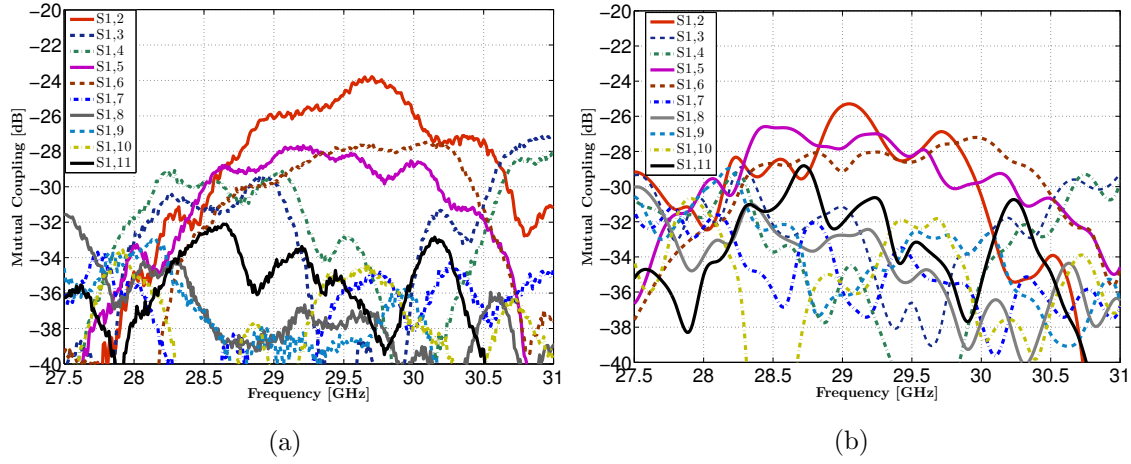 −20
−22
−24
−26
−28
−30
−32
−34
−36
−38
−40
Mutual Coupling [dB]
S1,2
S1,3
S1,4
S1,5
S1,6
S1,7
S1,8
S1,9
S1,10
S1,11
27.5
28
28.5
29
29.5
30
30.5
31
Frequency [GHz]
(a)
−20
−22
−24
−26
−28
−30
−32
−34
−36
−38
−40
Mutual Coupling [dB]
S1,2
S1,3
S1,4
S1,5
S1,6
S1,7
S1,8
S1,9
S1,10
S1,11
27.5
28
28.5
29
29.5
30
30.5
31
Frequency [GHz]
(b)